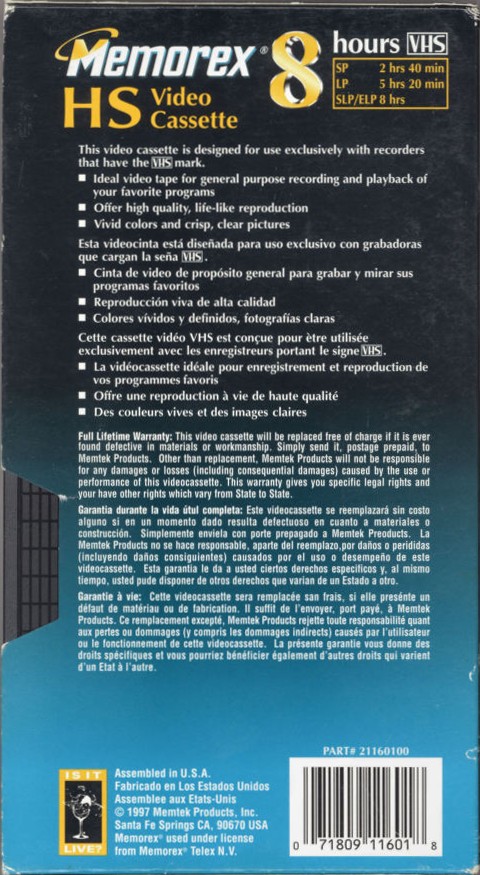 Memorex® 8 hours VHS
HS Video Cassette
SP 2 hrs 40 min
LP 5 hrs 20 min
SLP/ELP 8 hrs
This video cassette is designed for use exclusively with recorders
that have the VHS mark.
■ Ideal video tape for general purpose recording and playback of
your favorite programs
■ Offer high quality, life-like reproduction
■ Vivid colors and crisp, clear pictures
Esta videocinta está diseñada para uso exclusivo con grabadoras
que cargan la seña VHS.
■ Cinta de video de propósito general para grabar y mirar sus
programas favoritos
■ Reproducción viva de alta calidad
■ Colores vívidos y definidos, fotografías claras
Cette cassette vidéo VHS est conçue pour ètre utilisée
exclusivement avec les enregistreurs portant le signe VHS.
■ La vidéocassette idéale pour enregistrement et reproduction de
vos programmes favoris
■ Offre une reproduction à vie de haute qualité
■ Des couleurs vives et des images claires
Full Lifetime Warranty: This video cassette will be replaced free of charge if it is ever
found defective in materials or workmanship. Simply send it, postage prepaid, to
Memtek Products. Other than replacement, Memtek Products will not be responsible
for any damages or losses (including consequential damages) caused by the use or
performance of this videocassette. This warranty gives you specific legal rights and
you have other rights which vary from State to State.
Garantia durante la vida útul completa: Este videocassette se reemplazará sin costo
alguno si en un momento dado resulta defectuoso en cuanto a materiales o
construcción. Simplemente enviela con porte prepagado a Memtek Preoducts. La
Memtek Products no se hace responsable, aparte del remplazo,por daños o perididas
(incluyendo daños consiguientes) causados por el uso o desempeño de este
videocassette. Esta garantia le da a usted ciertos derechos especificos y, al mismo
tiempo, usted pude disponer de otros derechos que varian de un Estado a otro.
Garantie à vie: Cette videocassette sera remplacée san frais, si elle présénte un
défaut de matériau ou de fabrication. Il suffit de l'envoyer, port payé, à Memtek
Products. Ce remplacement excepté, Memtek Products rejette toute responsabilité quant
aux pertes ou dommages (y compris les dommages indirects) causés par l'utilisateur
ou le fonctionnement de cette videocassette. La présente garantie vous donne des
droits spécifiques et vous pourriez bénéficier également d'autres droits qui varient
d'un Etat à l'autre.
PART# 21160100
IS IT
LIVE?
Assembled in U.S.A.
Fabricado en Los Estados Unidos
Assemblee aux Etats-Unis
© 1997 Memtek Products, Inc.
Santa Fe Springs CA, 90670 USA
Memorex® used under license
from Memorex® Telex N.V.
0 71809 11601 8